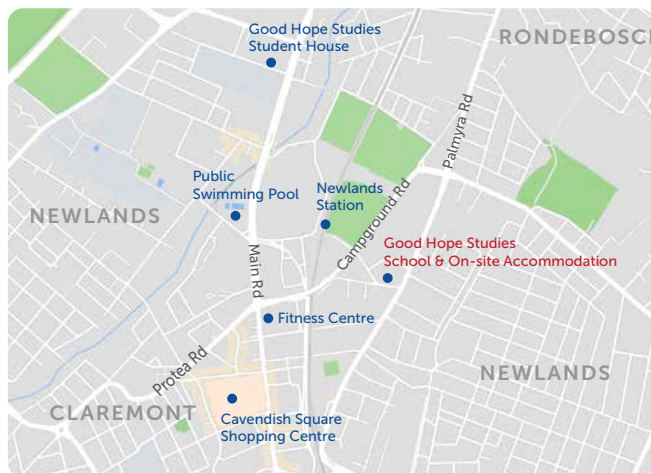 Good Hope Studies
Student House
RONDEBOSC
Palmyra Rd
Public
Swimming Pool
Newlands
Station
NEWLANDS
Campground Rd
Good Hope Studies
School & On-site Accommodation
Main Rd
Fitness Centre
Protea Rd
NEWLANDS
CLAREMONT
Cavendish Square
Shopping Centre